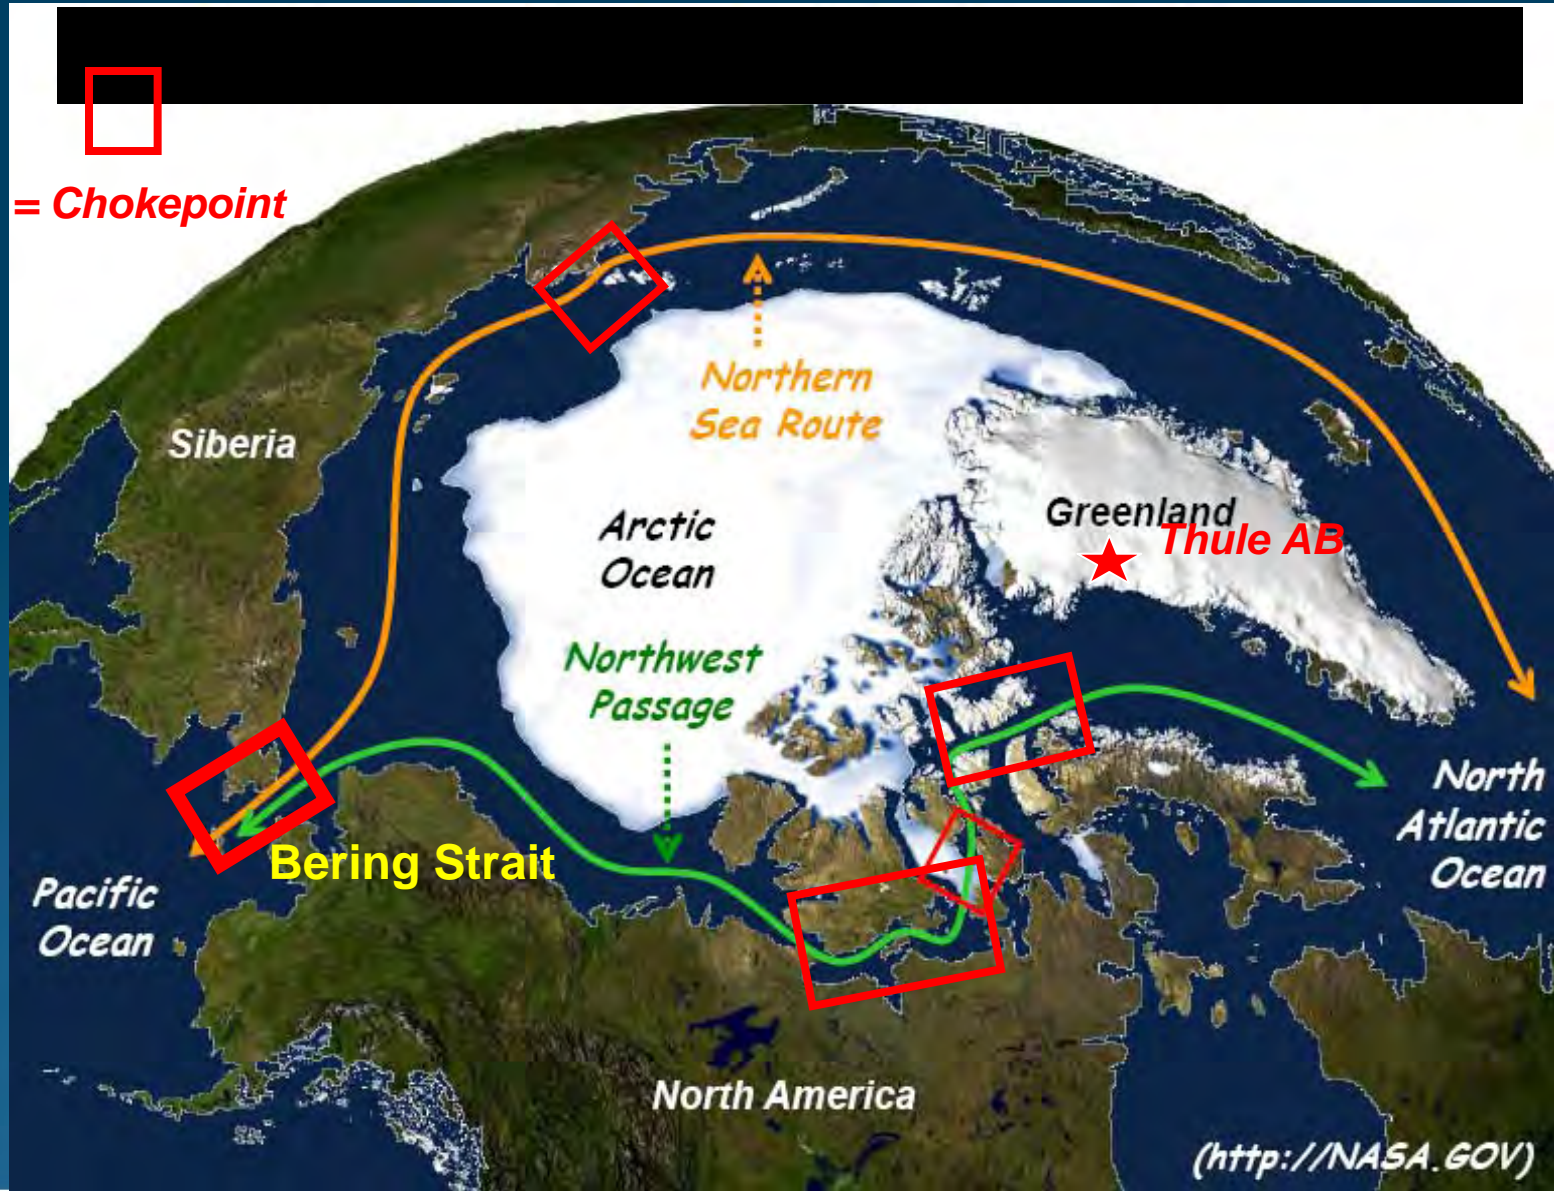 = Chokepoint
Northern
Sea Route
Siberia
Greenland
Thule AB
Arctic
Ocean
Northwest
Passage
North
Atlantic
Ocean
Bering Strait
Pacific
Ocean
North America
(http://NASA.GOV)